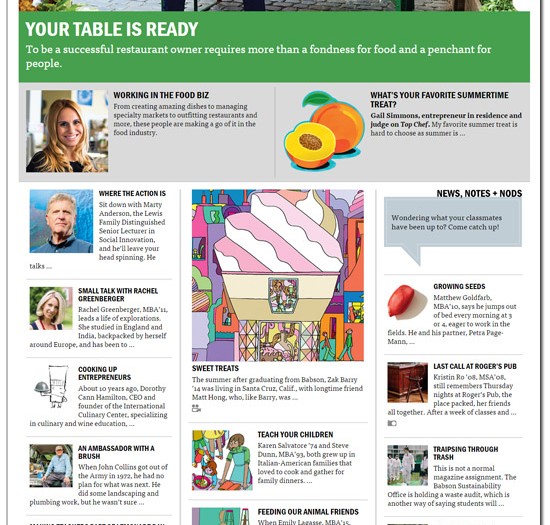 YOUR TABLE IS READY
To be a successful restaurant owner requires more than a fondness for food and a penchant for
people.
WORKING IN THE FOOD BIZ
From creating amazing dishes to managing
specialty markets to outfitting restaurants and
more, these people are making a go of it in the
food industry.
WHAT'S YOUR FAVORITE SUMMERTIME
TREAT?
Gail Simmons, entrepreneur in residence and
judge on Top Chef. My favorite summer treat is
hard to choose as summer is ...
WHERE THE ACTION IS
Sit down with Marty
Anderson, the Lewis
Family Distinguished
Senior Lecturer in
Social Innovation,
and he'll leave your
head spinning. He
talks ...
SMALL TALK WITH RACHEL
GREENBERGER
Rachel Greenberger, MBA'11,
leads a life of explorations.
She studied in England and
India, backpacked by herself
around Europe, and has been to ...
COOKING UP
ENTREPRENEURS
About 10 years ago, Dorothy
Cann Hamilton, CEO and
founder of the International
Culinary Center, specializing
in culinary and wine education, ...
AN AMBASSADOR WITH A
BRUSH
When John Collins got out of
the Army in 1972, he had no
plan for what was next. He
did some landscaping and
plumbing work, but he wasn't sure ...
SWEET TREATS
The summer after graduating from Babson, Zak Barry
'14 was living in Santa Cruz, Calif., with longtime friend
Matt Hong, who, like Barry, was ...
TEACH YOUR CHILDREN
Karen Salvatore '74 and Steve
Dunn, MBA'93, both grew up in
Italian-American families that
loved to cook and gather for
family dinners. ...
FEEDING OUR ANIMAL FRIENDS
When Emily Lagasse, MBA'15,
NEWS, NOTES + NODS
Wondering what your classmates
have been up to? Come catch up!
GROWING SEEDS
Matthew Goldfarb,
MBA'10, says he jumps out
of bed every morning at 3
or 4, eager to work in the
fields. He and his partner, Petra Page-
Mann, ...
LAST CALL AT ROGER'S PUB
Kristin Ro '08, MSA'08,
still remembers Thursday
nights at Roger's Pub, the
place packed, her friends
all together. After a week of classes and ...
TRAIPSING THROUGH
TRASH
This is not a normal
magazine assignment. The
Babson Sustainability
Office is holding a waste audit, which is
another way of saying students will ...